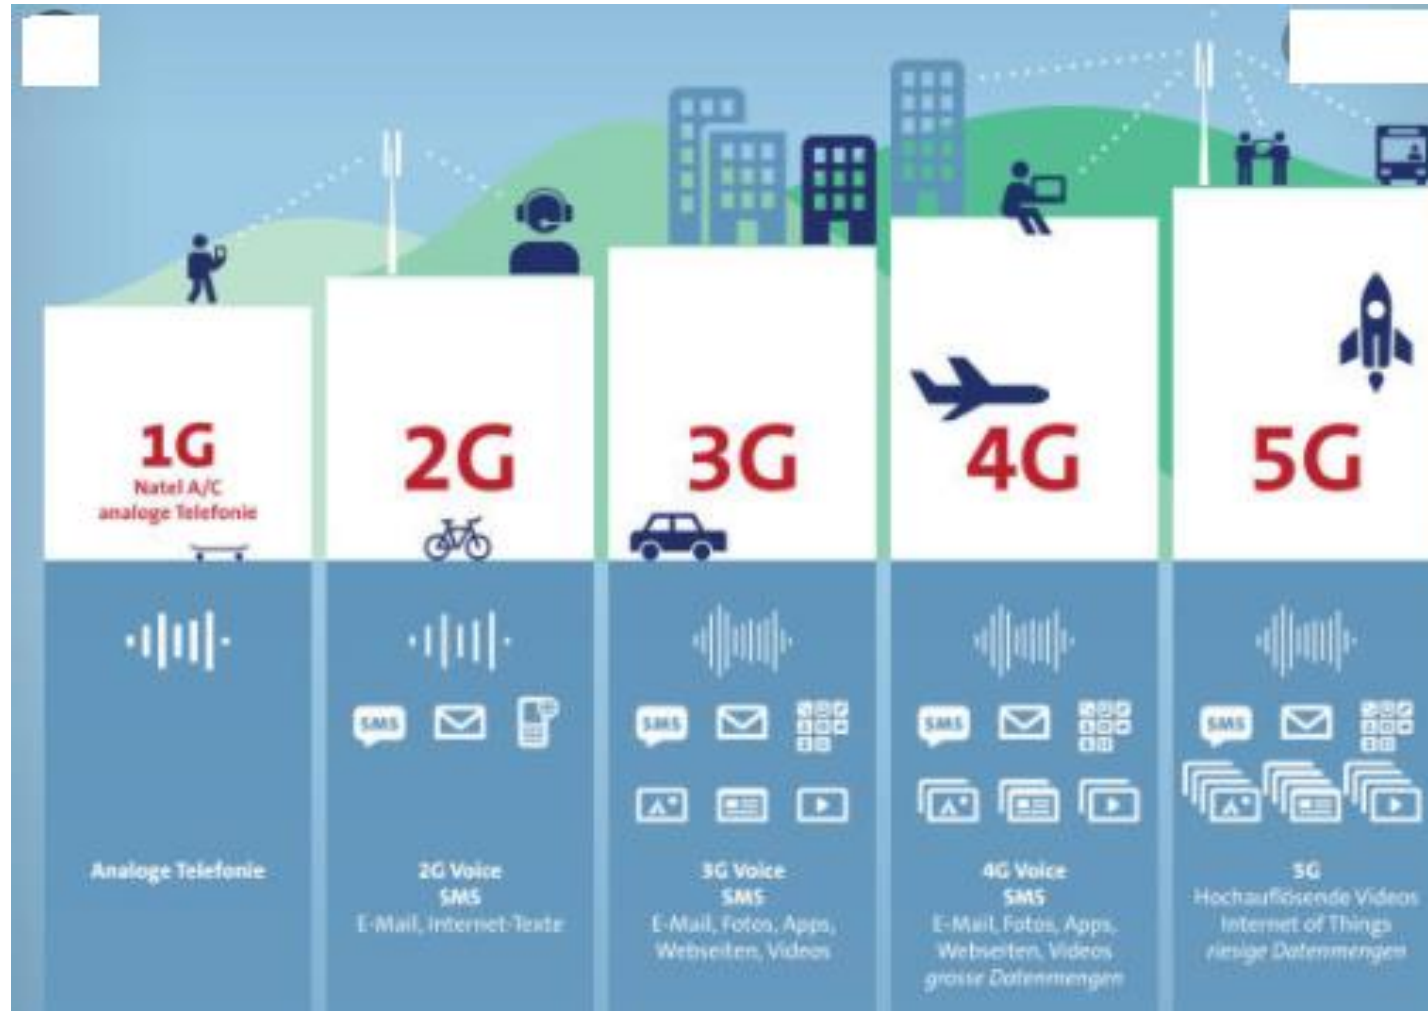 1G
Natel A/C
analoge Telefonie
2G
3G
4G
5G
SMS
SMS
SMS
SMS
Analoge Telefonie
2G Voice
SMS
E-Mail, Internet-Texte
3G Voice
SMS
E-Mail, Fotos, Apps,
Webseiten, Videos
4G Voice
SMS
E-Mail, Fotos, Apps,
Webseiten, Videos
grosse Datenmengen
5G
Hochauflösende Videos
Internet of Things
riesige Datenmengen